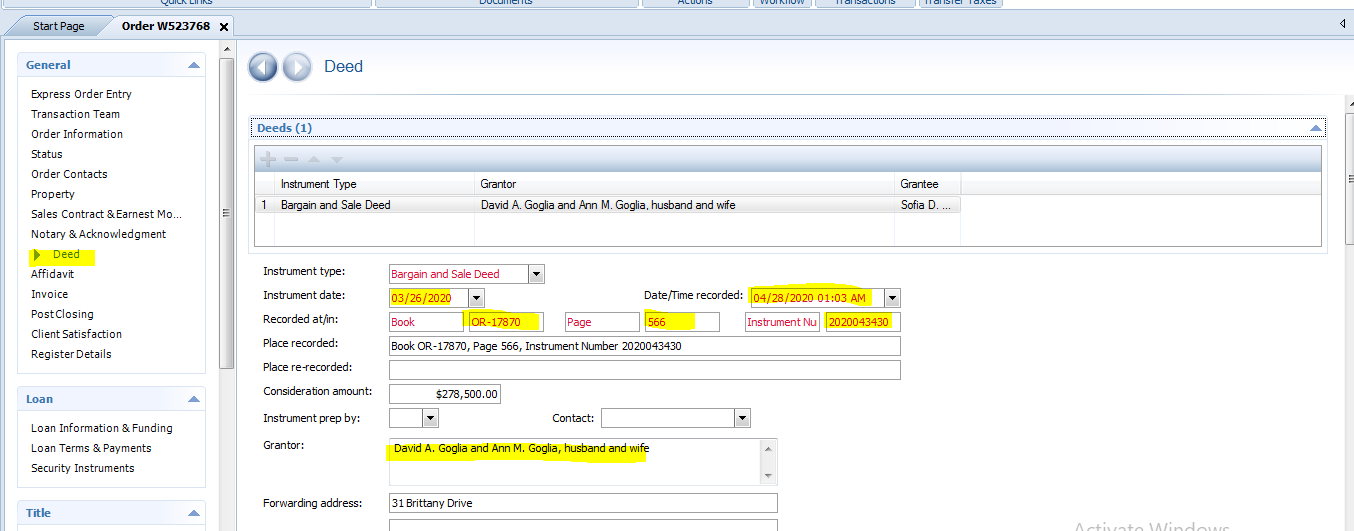 Quick Links Documents Actions Workflow Transactions Transfer Taxes
Start Page Order W523768
General
Express Order Entry
Transaction Team
Order Information
Status
Order Contacts
Property
Sales Contract & Earnest Mo...
Notary & Acknowledgment
Deed
Affidavit
Invoice
Post Closing
Client Satisfaction
Register Details
Loan
Loan Information & Funding
Loan Terms & Payments
Security Instruments
Title
Deed
Deeds (1)
Instrument Type Grantor Grantee
1 Bargain and Sale Deed David A. Goglia and Ann M. Goglia, husband and wife Sofia D. ...
Instrument type: Bargain and Sale Deed
Instrument date: 03/26/2020 Date/Time recorded: 04/28/2020 01:03 AM
Recorded at/in: Book OR-17870 Page 566 Instrument Nu 2020043430
Place recorded: Book OR-17870, Page 566, Instrument Number 2020043430
Place re-recorded:
Consideration amount: $278,500.00
Instrument prep by: Contact:
Grantor: David A. Goglia and Ann M. Goglia, husband and wife
Forwarding address: 31 Brittany Drive
Activate Windows